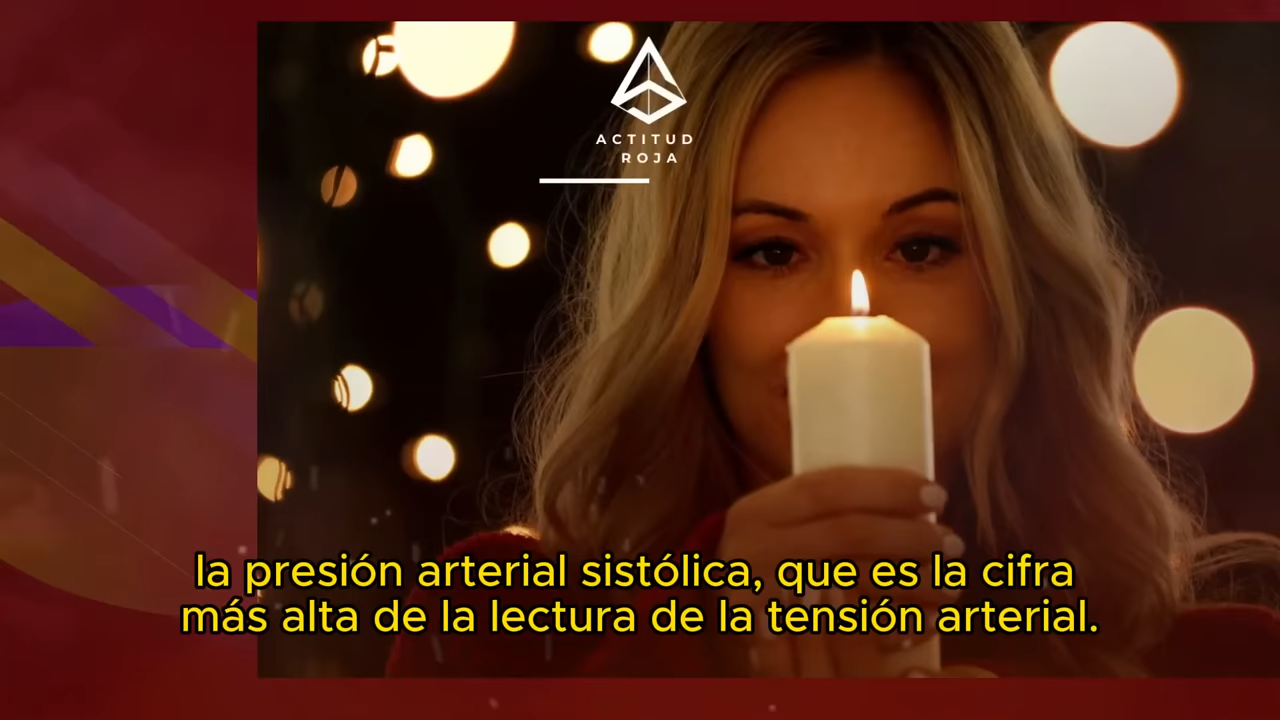 ACTITUD
ROJA
la presión arterial sistólica, que es la cifra
más alta de la lectura de la tensión arterial.